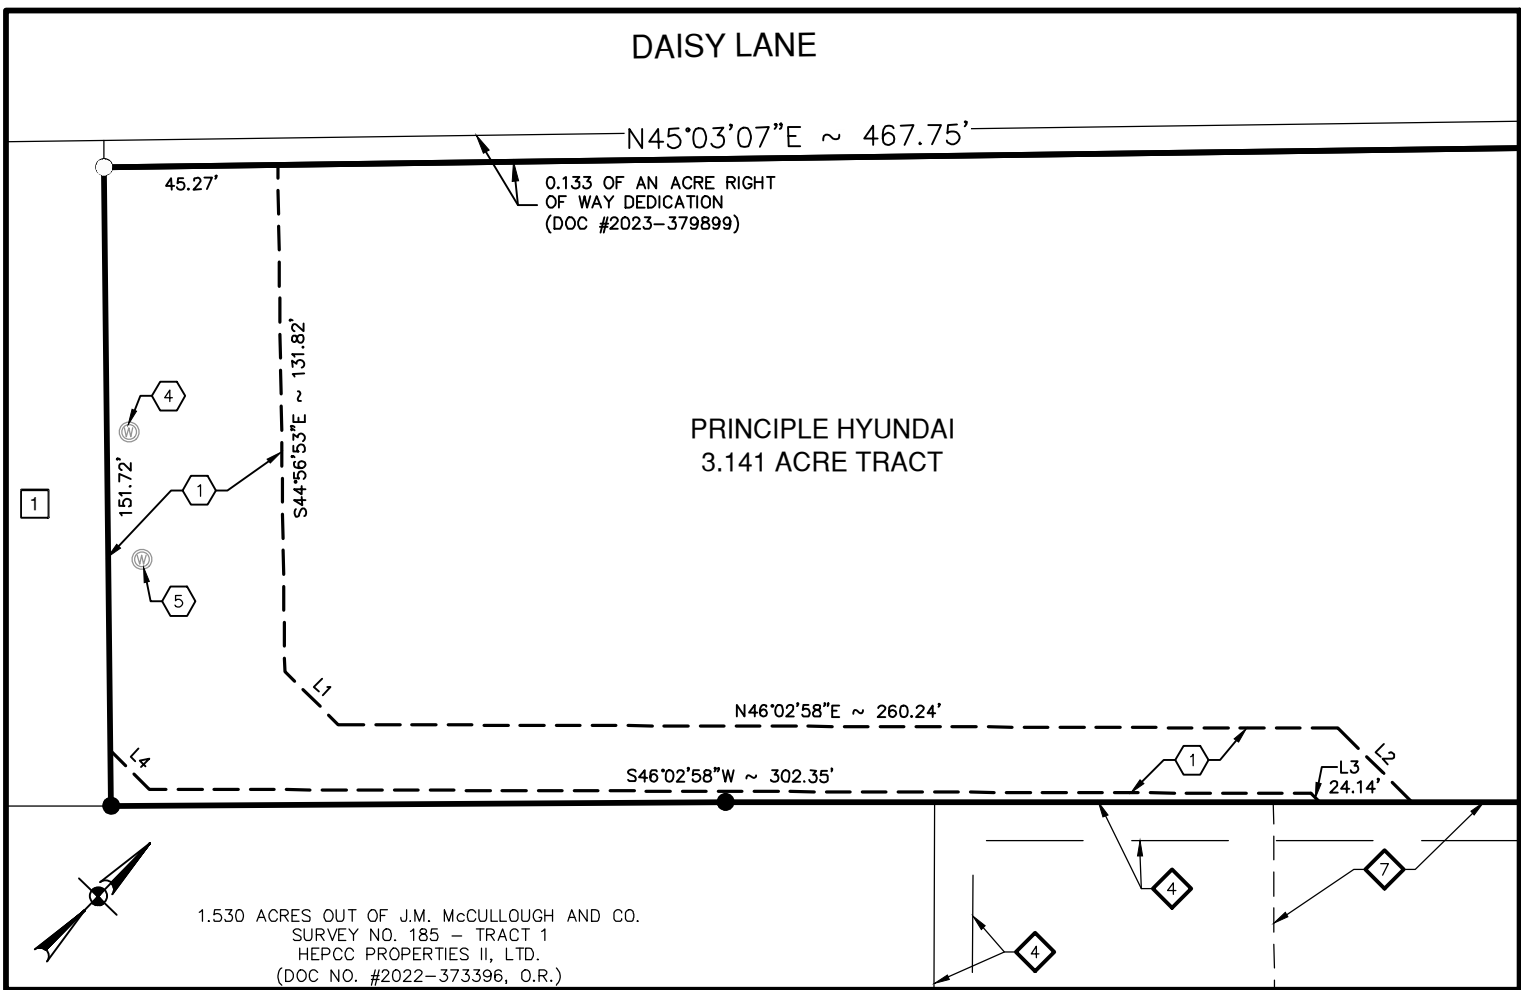 DAISY LANE
N45°03'07"E ~ 467.75'
45.27'
0.133 OF AN ACRE RIGHT
OF WAY DEDICATION
(DOC #2023-379899)
S44°56'53"E ~ 131.82'
4
W
PRINCIPLE HYUNDAI
3.141 ACRE TRACT
151.72'
1
1
W
5
L1
N46°02'58"E ~ 260.24'
L4
S46°02'58"W ~ 302.35'
1
L2
L3
24.14'
7
4
1.530 ACRES OUT OF J.M. McCULLOUGH AND CO.
SURVEY NO. 185 - TRACT 1
HEPCC PROPERTIES II, LTD.
(DOC NO. #2022-373396, O.R.)
4